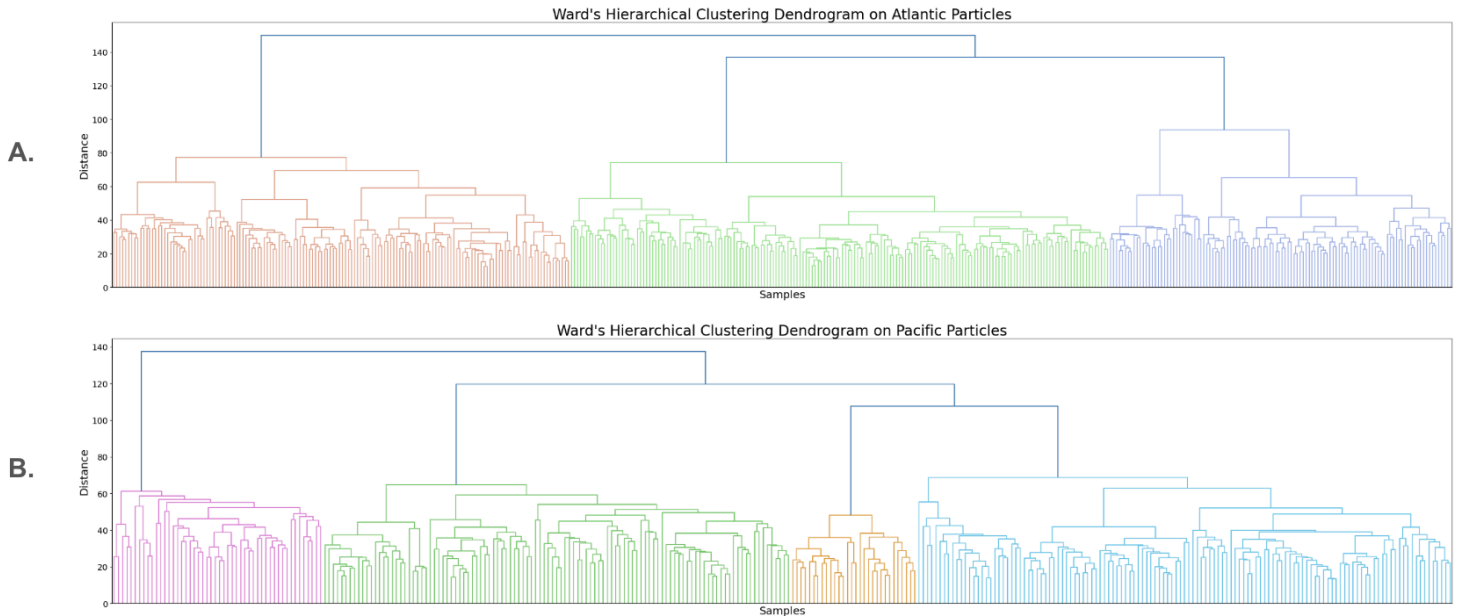 Ward's Hierarchical Clustering Dendrogram on Atlantic Particles
A.
Distance
140
120
100
80
60
40
20
0
Samples
Ward's Hierarchical Clustering Dendrogram on Pacific Particles
B.
Distance
140
120
100
80
60
40
20
0
Samples